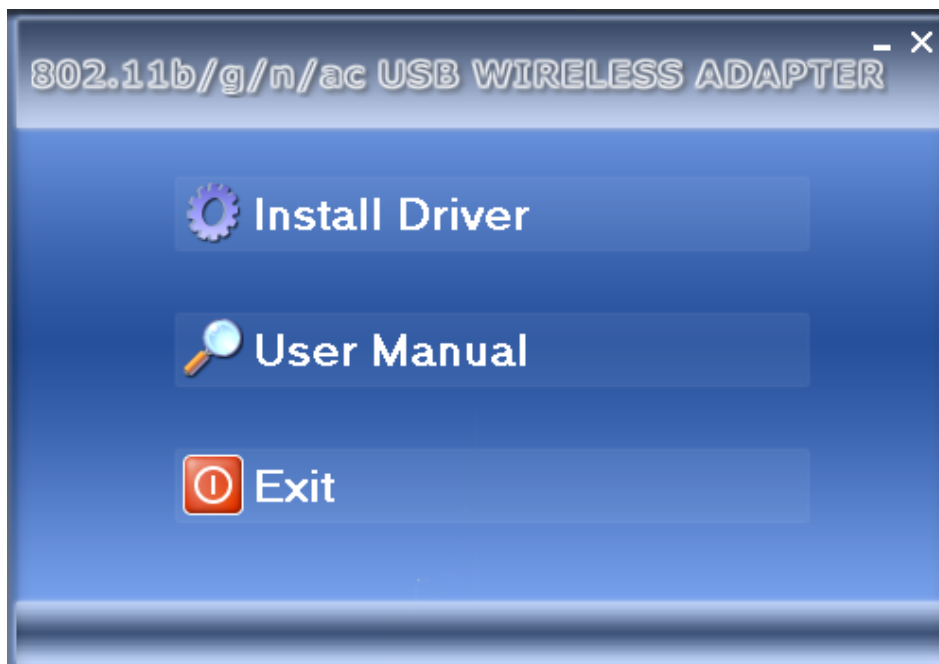 802.11b/g/n/ac USB WIRELESS ADAPTER
Install Driver
User Manual
Exit